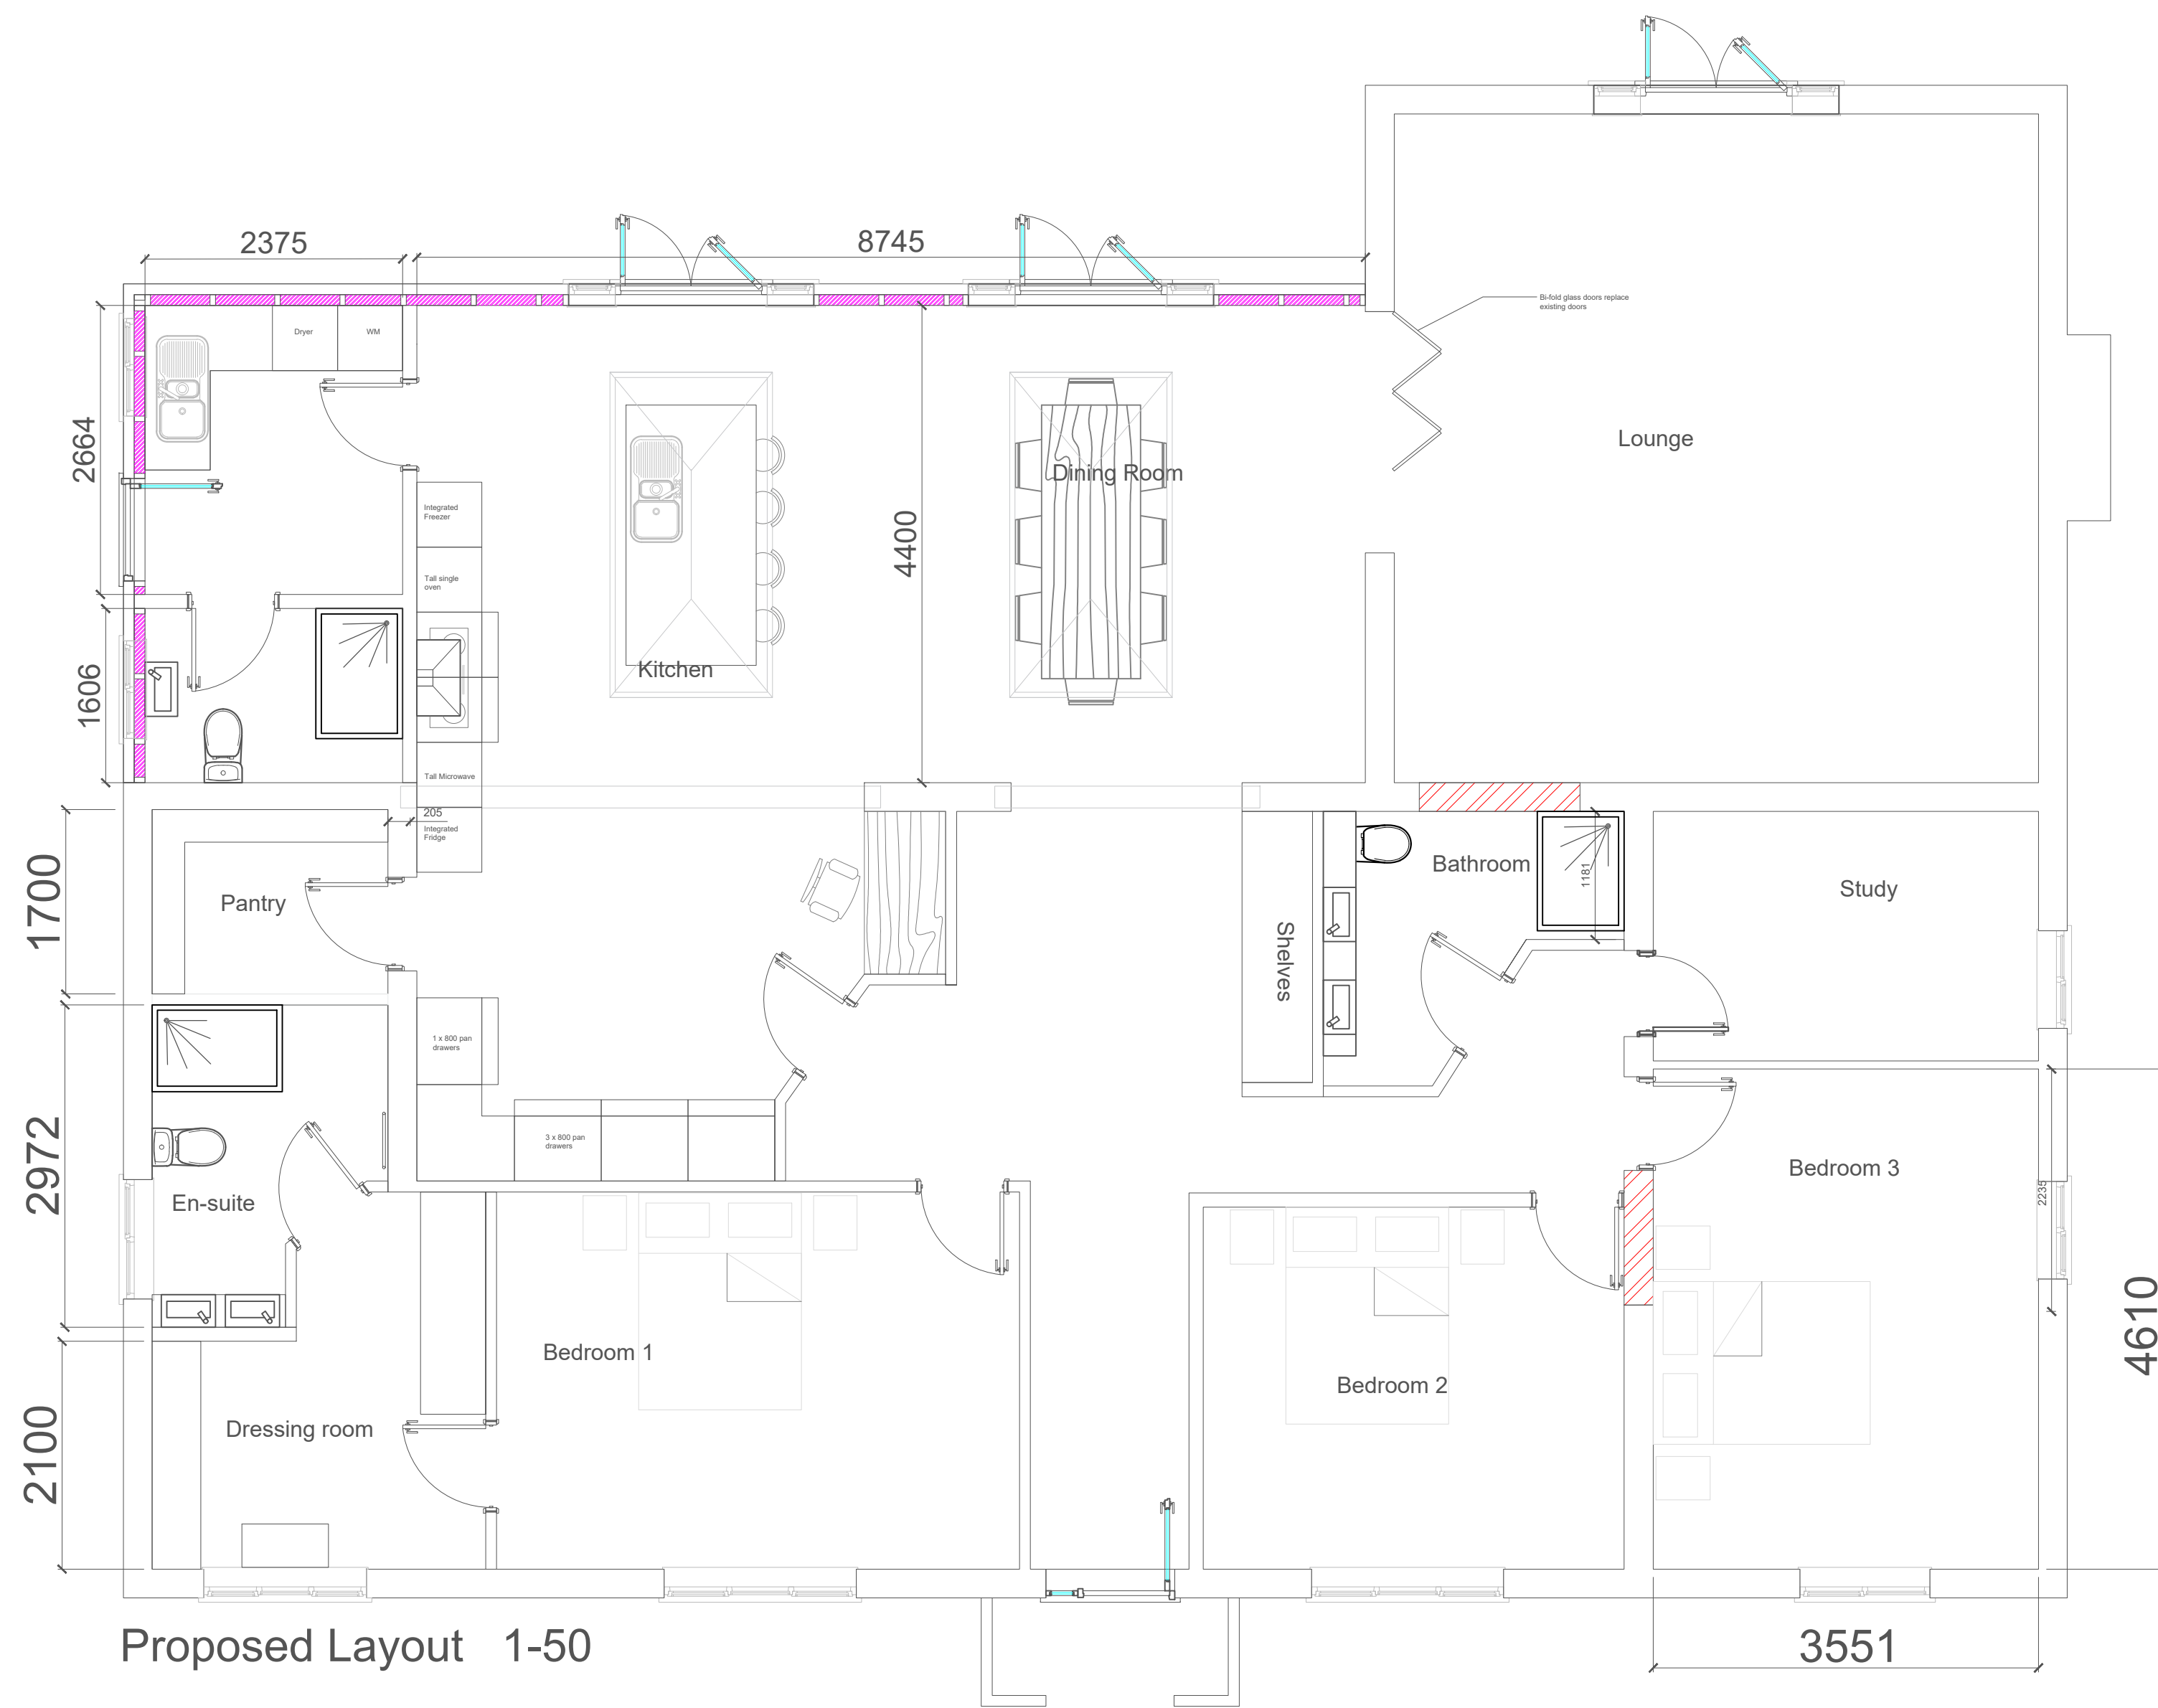 2375
8745
Bi-fold glass doors replace
existing doors
Dryer
WM
2664
Lounge
Dining Room
Integrated
Freezer
4400
Tall single
oven
1606
Kitchen
Tall Microwave
205
Integrated
Fridge
1700
Pantry
Bathroom
1181
Study
Shelves
1 x 800 pan
drawers
3 x 800 pan
drawers
2972
En-suite
Bedroom 3
2235
4610
Bedroom 1
Bedroom 2
2100
Dressing room
Proposed Layout 1-50
3551